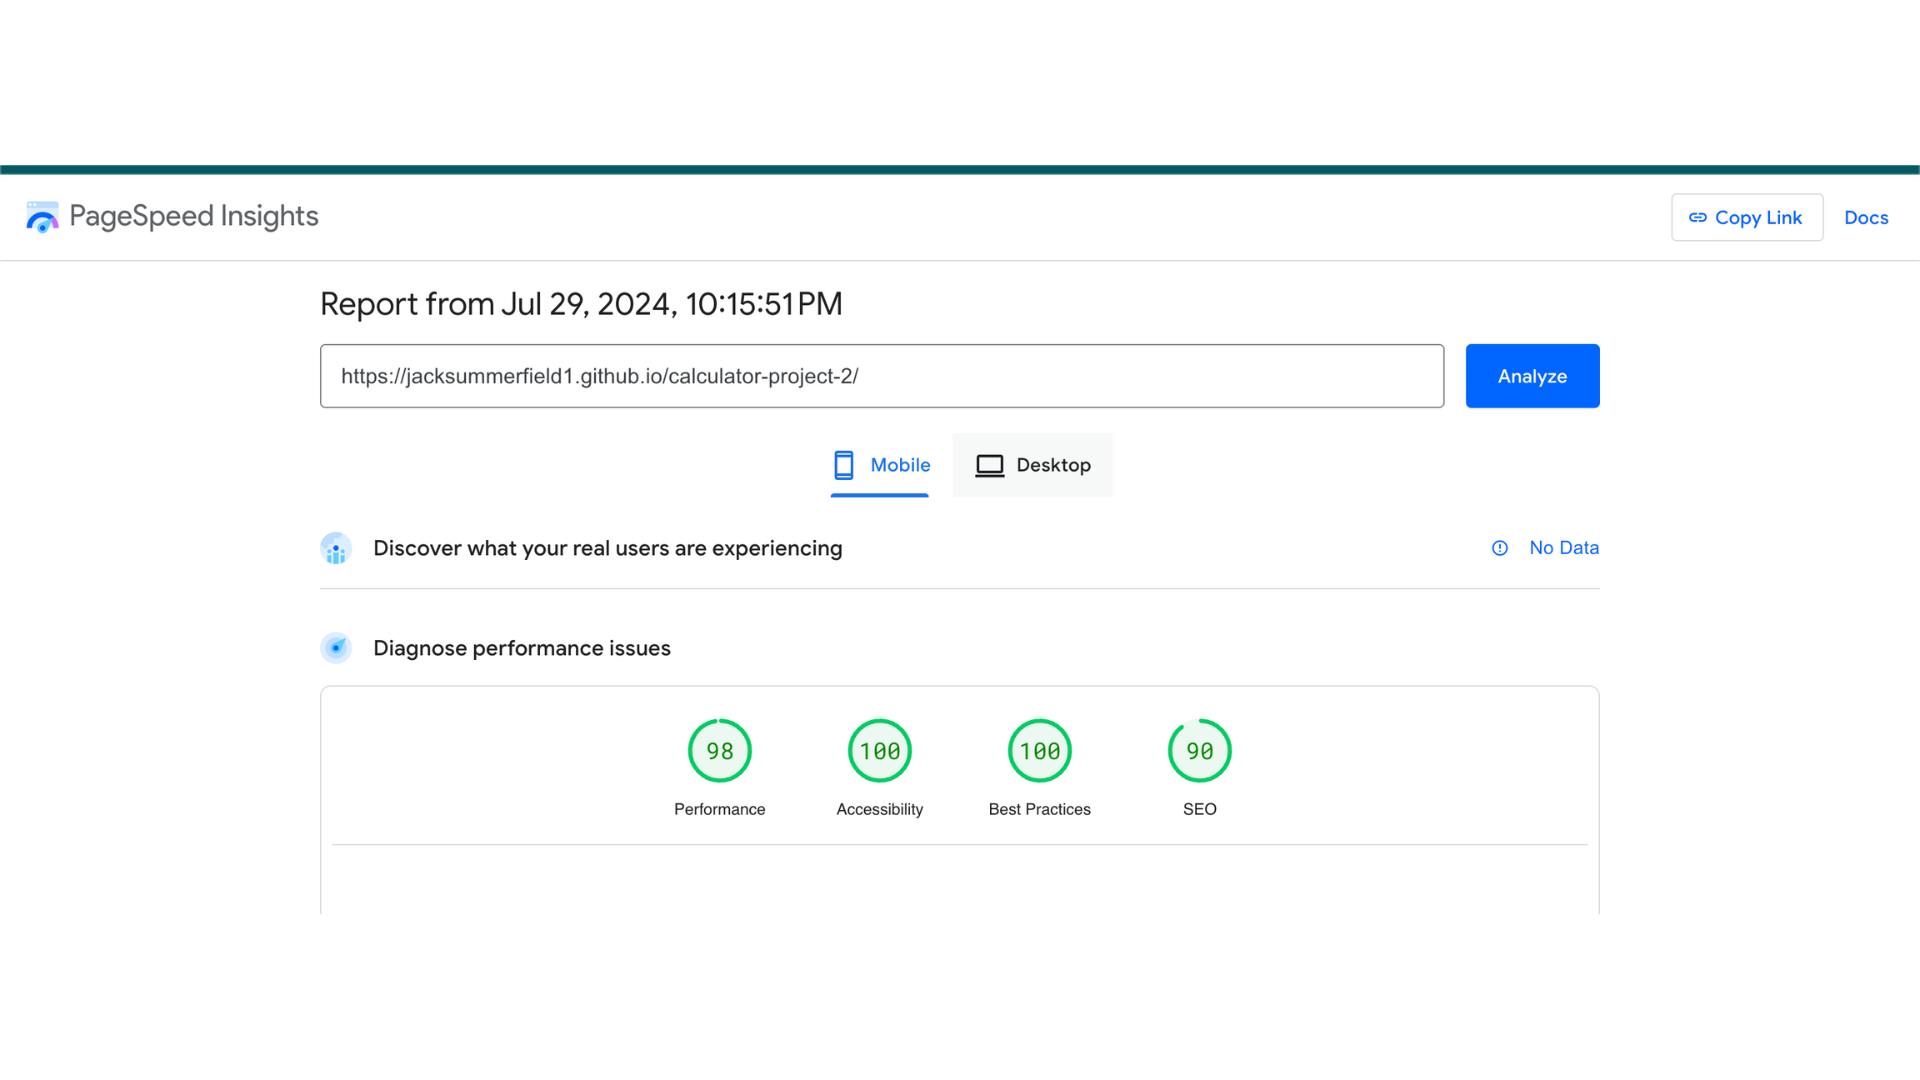 PageSpeed Insights
Copy Link
Docs
Report from Jul 29, 2024, 10:15:51 PM
https://jacksummerfield1.github.io/calculator-project-2/
Analyze
Mobile
Desktop
Discover what your real users are experiencing
No Data
Diagnose performance issues
98
100
100
90
Performance
Accessibility
Best Practices
SEO